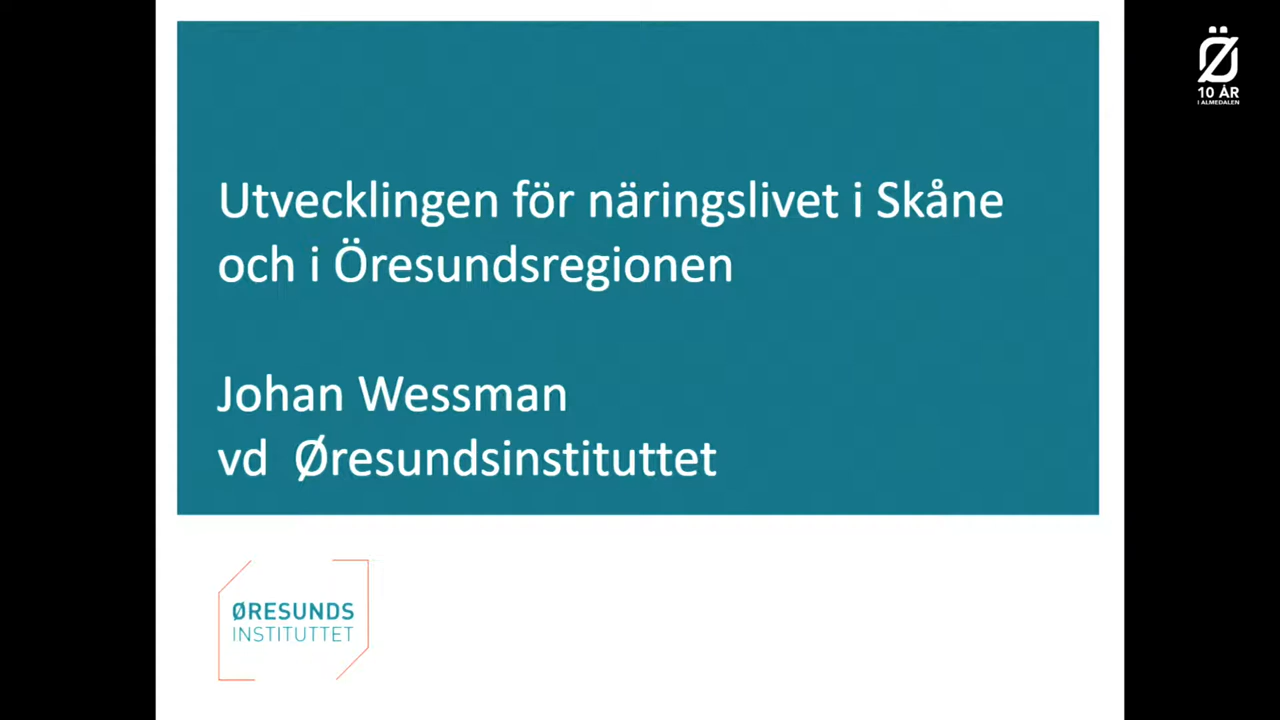 Utvecklingen för näringslivet i Skåne
och i Öresundsregionen
Johan Wessman
vd Øresundsinstituttet
ØRESUNDS
INSTITUTTET
10 ÅR
I ALMEDALEN